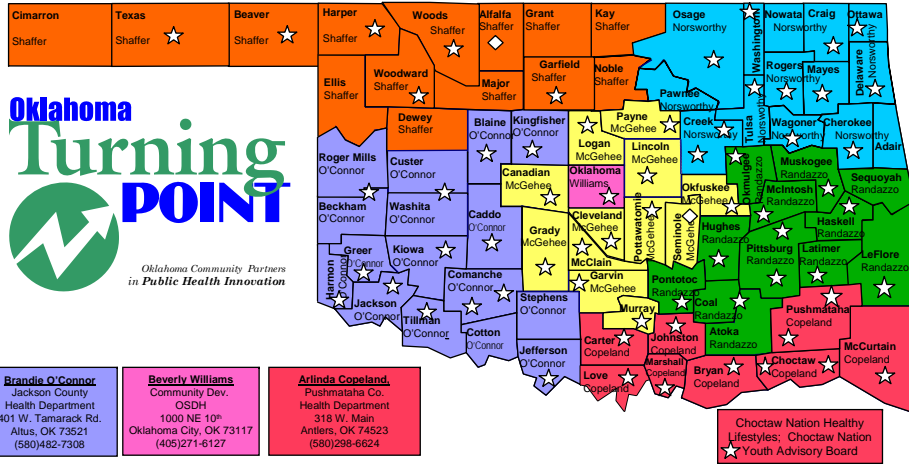 Cimarron
Shaffer
Texas
Shaffer
Beaver
Shaffer
Harper
Shaffer
Woods
Shaffer
Alfalfa
Shaffer
Grant
Shaffer
Kay
Shaffer
Osage
Norsworthy
Washington
Nowata
Norsworthy
Craig
Ottawa
Ellis
Shaffer
Woodward
Shaffer
Major
Shaffer
Garfield
Shaffer
Noble
Shaffer
Pawnee
Norsworthy
Rogers
Norsworthy
Mayes
Delaware
Norsworthy
Dewey
Shaffer
Blaine
O'Connor
Kingfisher
O'Connor
Logan
McGehee
Payne
McGehee
Creek
Norsworthy
Tulsa
Norsworthy
Wagoner
Norsworthy
Cherokee
Norsworthy
Adair
Oklahoma
Turning
POINT
Oklahoma Community Partners
in Public Health Innovation
Roger Mills
O'Connor
Custer
O'Connor
Canadian
McGehee
Oklahoma
Williams
Lincoln
McGehee
Okmulgee
Randazzo
Muskogee
Randazzo
Sequoyah
Randazzo
Beckham
O'Connor
Washita
O'Connor
Caddo
O'Connor
Grady
McGehee
Cleveland
McGehee
Pottawatomie
McGehee
Seminole
McGehee
Okfuskee
McGehee
McIntosh
Randazzo
Haskell
Randazzo
Hughes
Randazzo
Pittsburg
Randazzo
Latimer
Randazzo
LeFlore
Randazzo
Greer
O'Connor
Kiowa
O'Connor
Harmon
O'Connor
Jackson
O'Connor
Tillman
O'Connor
Comanche
O'Connor
Cotton
O'Connor
Stephens
O'Connor
Jefferson
O'Connor
McClain
McGehee
Garvin
McGehee
Murray
Pontotoc
Randazzo
Coal
Randazzo
Atoka
Randazzo
Pushmataha
Copeland
McCurtain
Copeland
Carter
Copeland
Johnston
Copeland
Love
Copeland
Marshall
Copeland
Bryan
Copeland
Choctaw
Copeland
Brandie O'Connor
Jackson County
Health Department
401 W. Tamarack Rd.
Altus, OK 73521
(580)482-7308
Beverly Williams
Community Dev.
OSDH
1000 NE 10th
Oklahoma City, OK 73117
(405)271-6127
Arlinda Copeland,
Pushmataha Co.
Health Department
318 W. Main
Antlers, OK 74523
(580)298-6624
Choctaw Nation Healthy
Lifestyles; Choctaw Nation
Youth Advisory Board